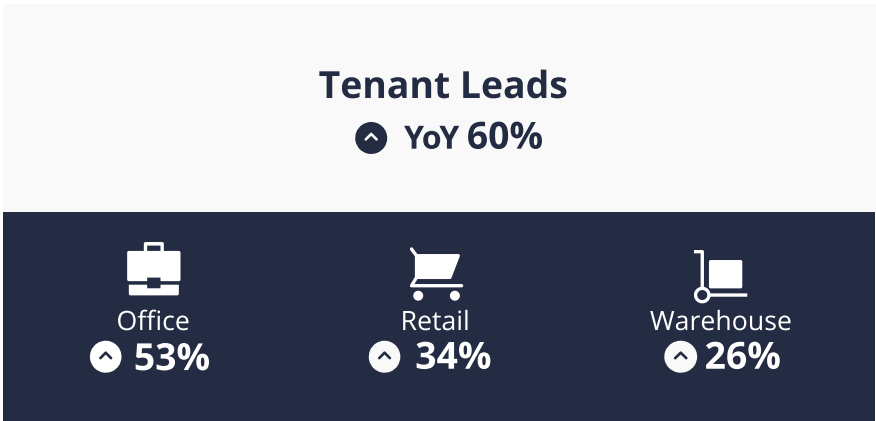 Tenant Leads
YoY 60%
Office
53%
Retail
34%
Warehouse
26%